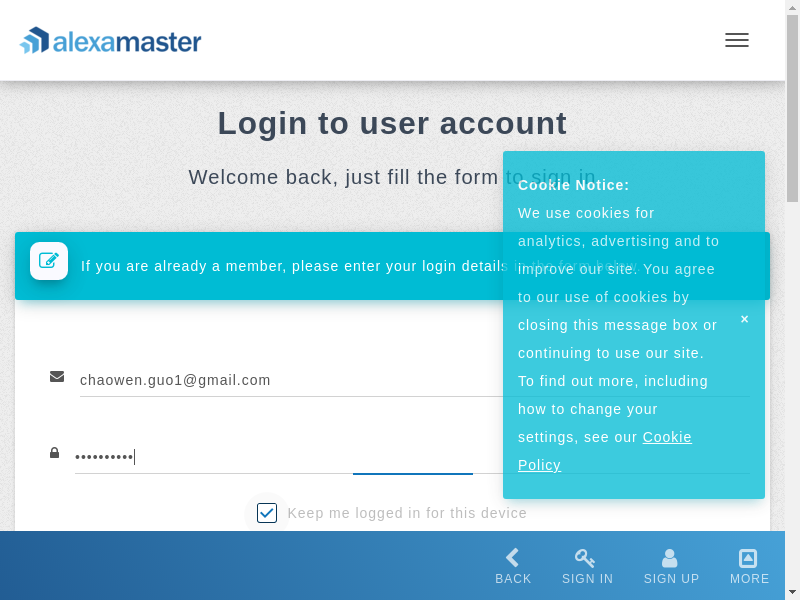 alexamaster
Login to user account
Welcome back, just fill the form to sign in.
If you are already a member, please enter your login details in the form below.
Cookie Notice:
We use cookies for
analytics, advertising and to
improve our site. You agree
to our use of cookies by
closing this message box or
continuing to use our site.
To find out more, including
how to change your
settings, see our Cookie
Policy
×
chaowen.guo1@gmail.com
••••••••••
Keep me logged in for this device
BACK
SIGN IN
SIGN UP
MORE